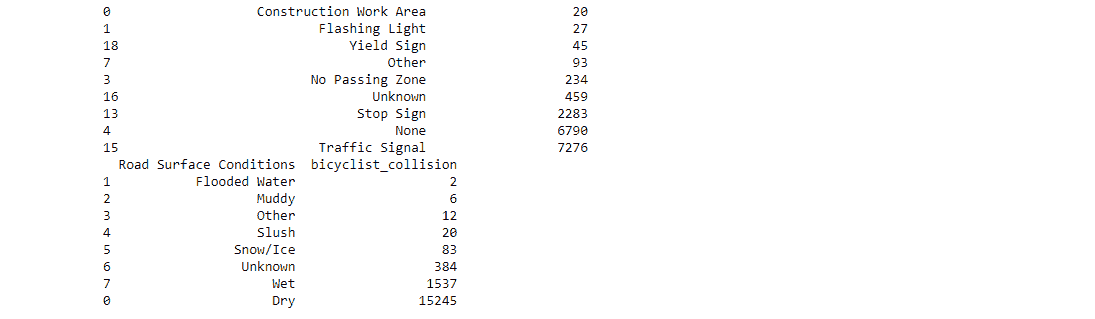 0 Construction Work Area 20
1 Flashing Light 27
18 Yield Sign 45
7 Other 93
3 No Passing Zone 234
16 Unknown 459
13 Stop Sign 2283
4 None 6790
15 Traffic Signal 7276
Road Surface Conditions bicyclist_collision
1 Flooded Water 2
2 Muddy 6
3 Other 12
4 Slush 20
5 Snow/Ice 83
6 Unknown 384
7 Wet 1537
0 Dry 15245